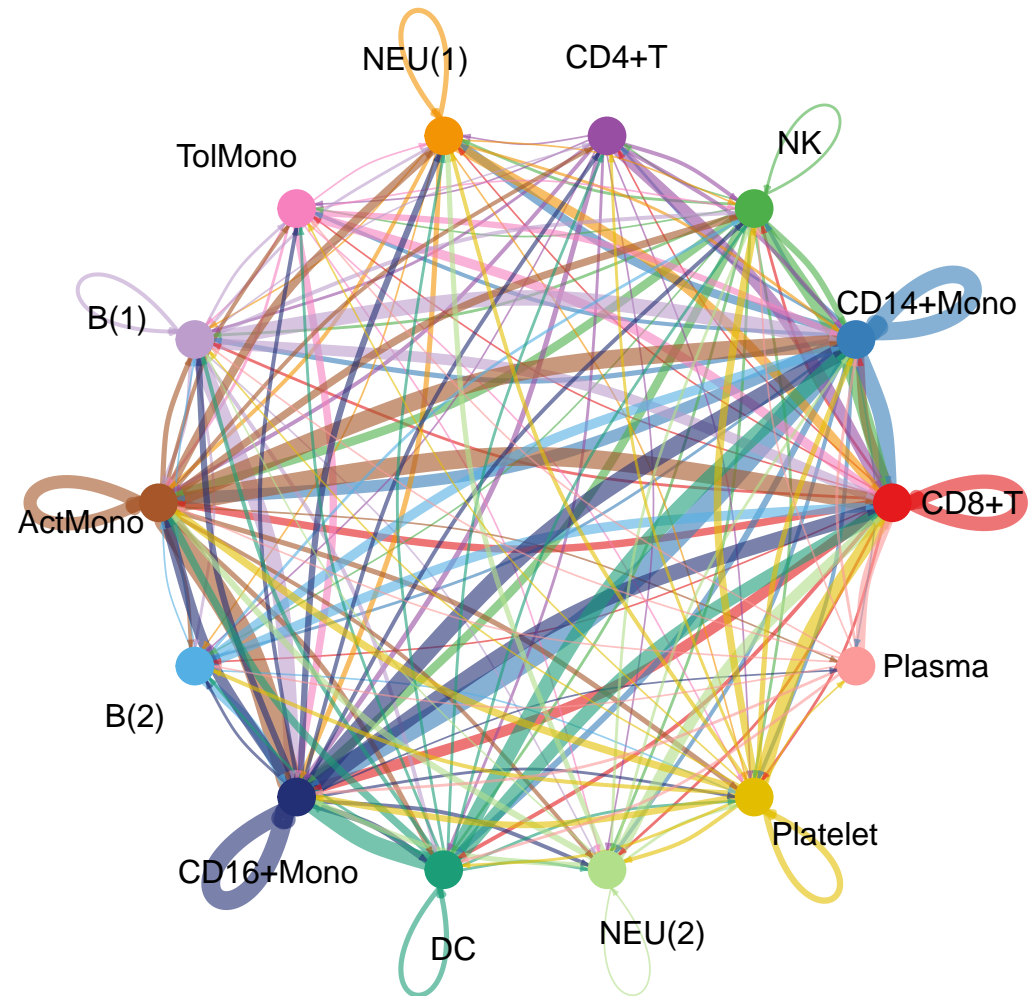 NEU(1)
CD4+T
NK
TolMono
CD14+Mono
B(1)
CD8+T
ActMono
Plasma
B(2)
Platelet
CD16+Mono
NEU(2)
DC